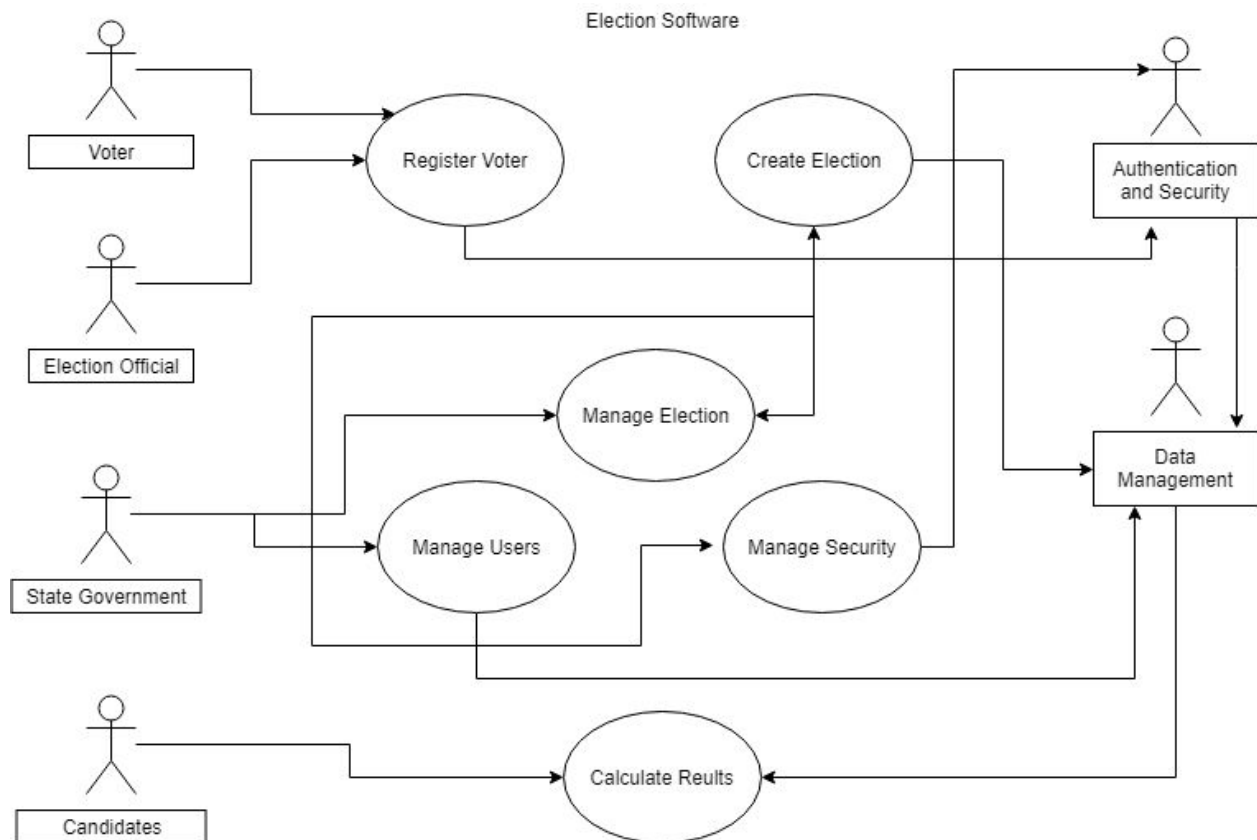 Election Software
Voter
Register Voter
Create Election
Authentication
and Security
Election Official
Manage Election
Data
Management
State Government
Manage Users
Manage Security
Candidates
Calculate Reults